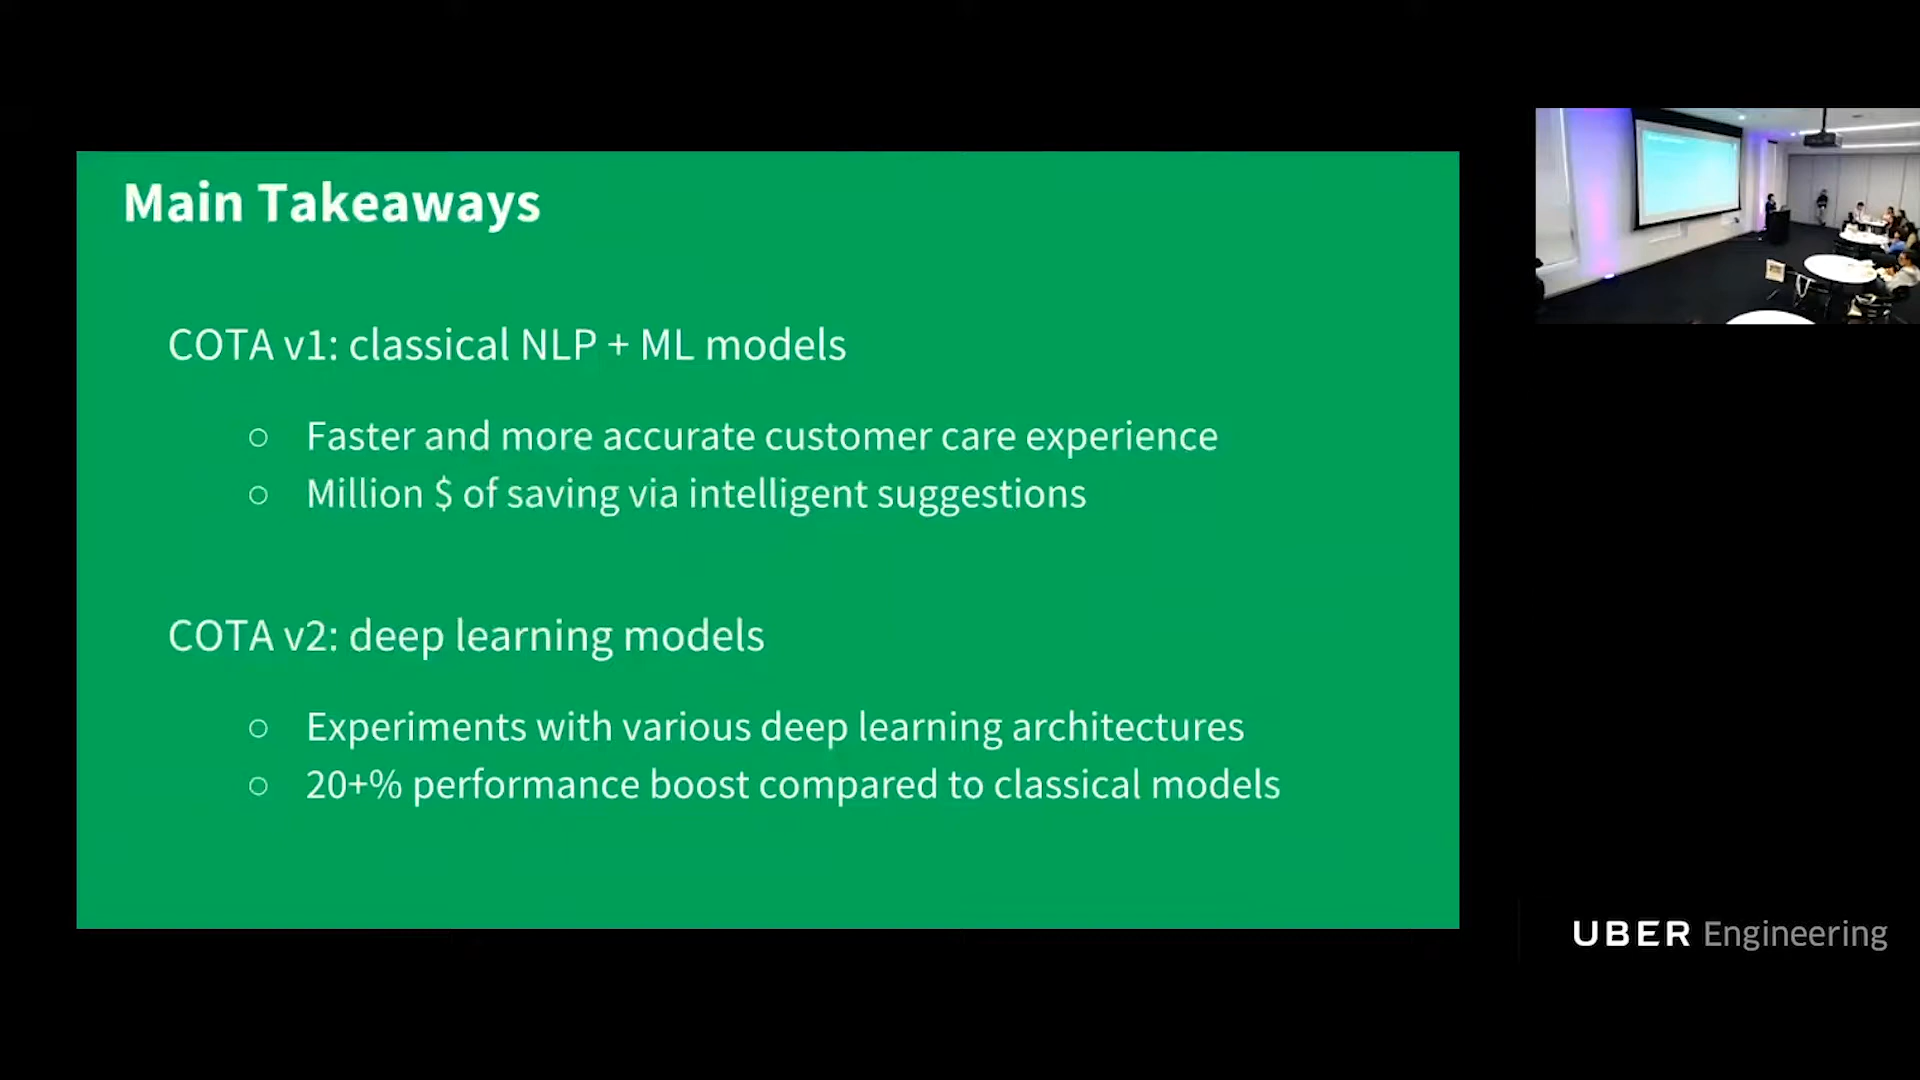 Main Takeaways
COTA v1: classical NLP + ML models
○ Faster and more accurate customer care experience
○ Million $ of saving via intelligent suggestions
COTA v2: deep learning models
○ Experiments with various deep learning architectures
○ 20+% performance boost compared to classical models
UBER Engineering